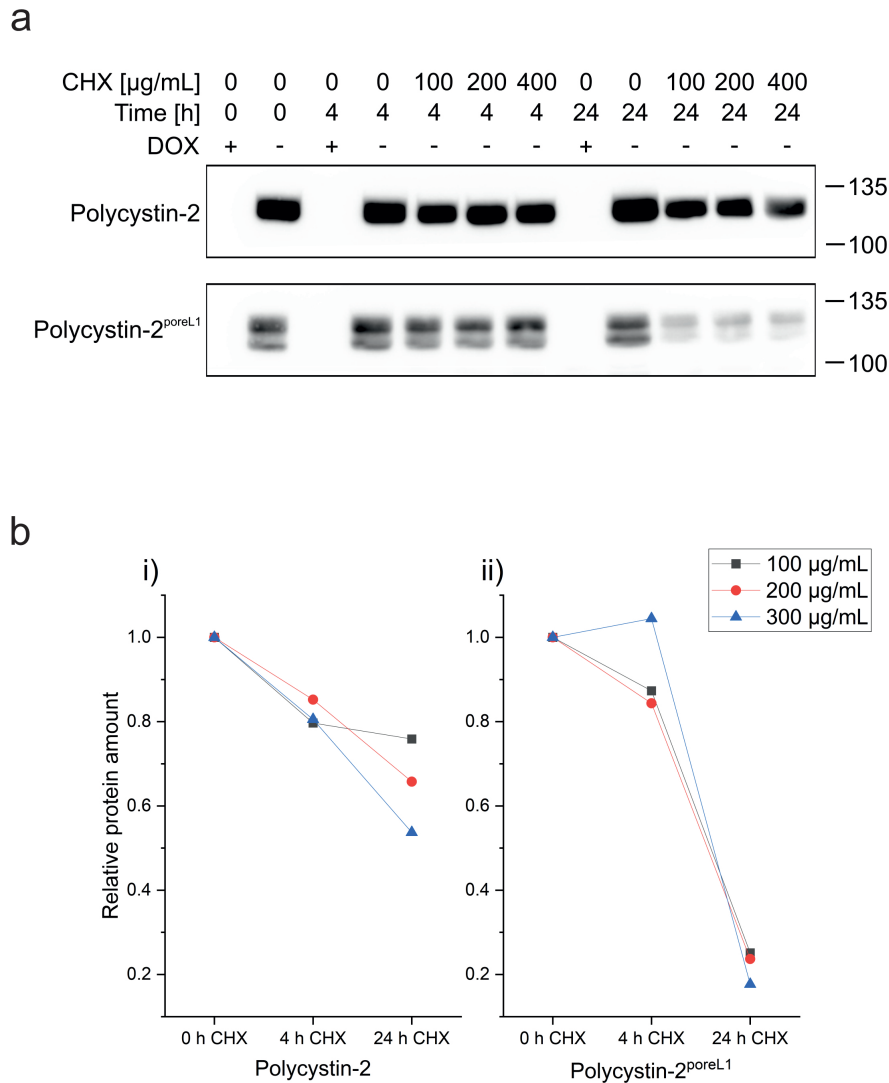 a
CHX [µg/mL] 0 0 0 0 100 200 400 0 0 100 200 400
Time [h] 0 0 4 4 4 4 4 24 24 24 24 24
DOX + - + - - - - + - - - -
Polycystin-2
135
100
Polycystin-2poreL1
135
100
b
i)
ii)
100 µg/mL
200 µg/mL
300 µg/mL
Relative protein amount
1.0
0.8
0.6
0.4
0.2
1.0
0.8
0.6
0.4
0.2
0 h CHX 4 h CHX 24 h CHX
Polycystin-2
0 h CHX 4 h CHX 24 h CHX
Polycystin-2poreL1